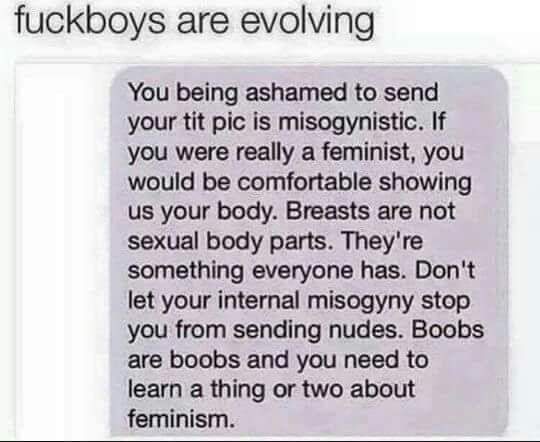 fuckboys are evolving
You being ashamed to send
your tit pic is misogynistic. If
you were really a feminist, you
would be comfortable showing
us your body. Breasts are not
sexual body parts. They're
something everyone has. Don't
let your internal misogyny stop
you from sending nudes. Boobs
are boobs and you need to
learn a thing or two about
feminism.